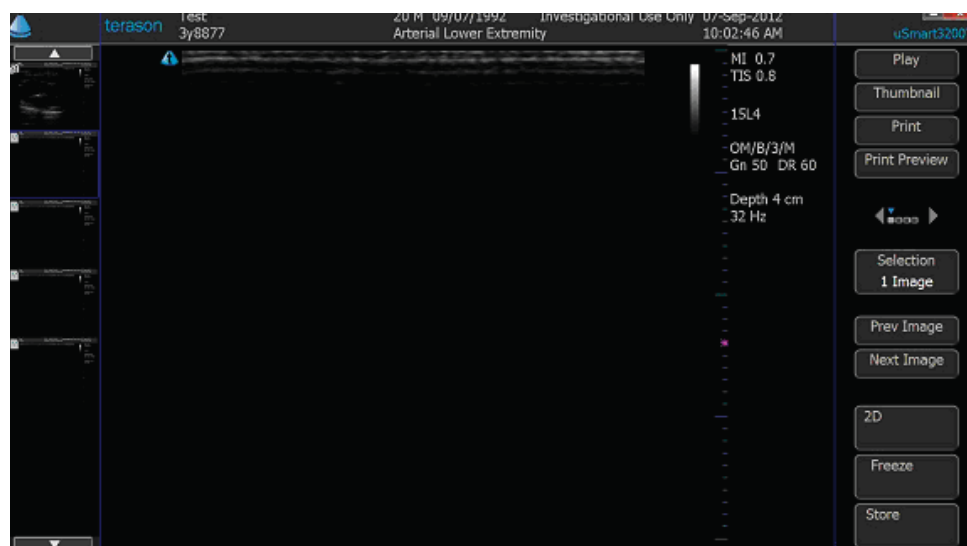 terason
Test
3y8877
20 M 09/07/1992 Investigational Use Only
Arterial Lower Extremity
07-Sep-2012
10:02:46 AM
uSmart3200
MI 0.7
TIS 0.8
15L4
OM/B/3/M
Gn 50 DR 60
Depth 4 cm
32 Hz
Play
Thumbnail
Print
Print Preview
Selection
1 Image
Prev Image
Next Image
2D
Freeze
Store